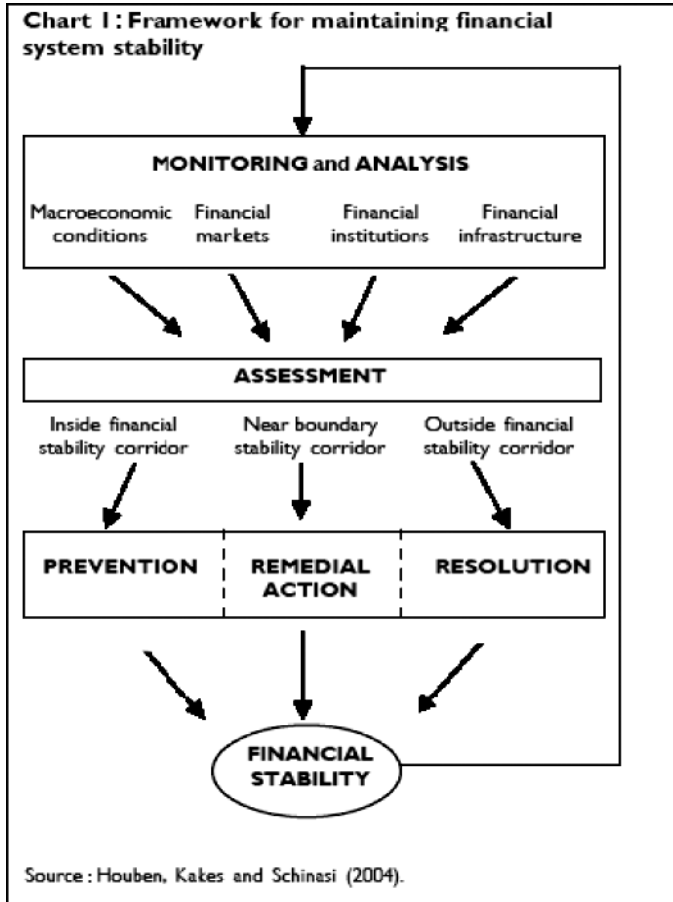 Chart 1: Framework for maintaining financial
system stability
MONITORING and ANALYSIS
Macroeconomic conditions
Financial markets
Financial institutions
Financial infrastructure
ASSESSMENT
Inside financial stability corridor
Near boundary stability corridor
Outside financial stability corridor
PREVENTION
REMEDIAL ACTION
RESOLUTION
FINANCIAL
STABILITY
Source: Houben, Kakes and Schinasi (2004).